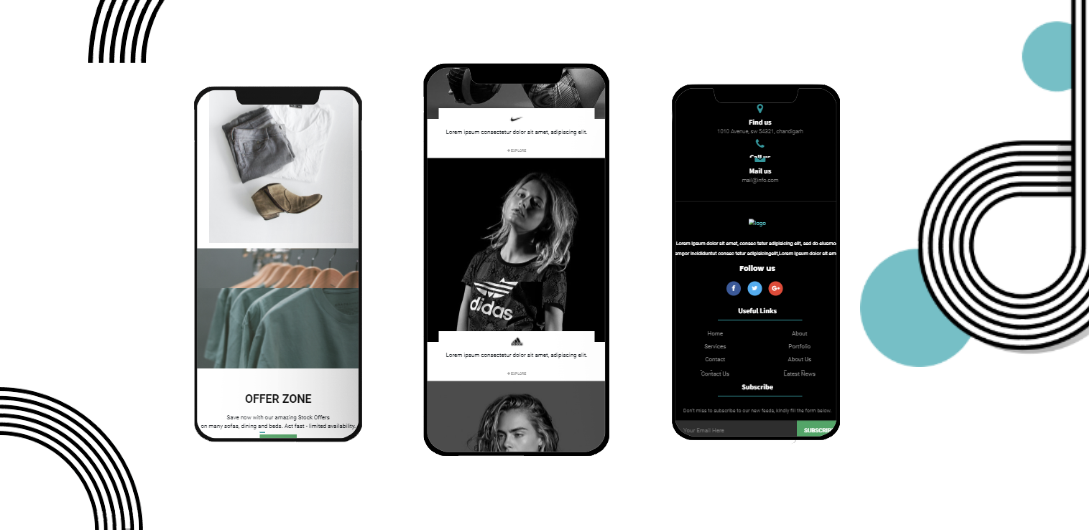 OFFER ZONE
Save now with our amazing Stock Offers
on many sofas, dining and beds. Act fast - limited availability.
Lorem ipsum consectetur dolor sit amet, adipiscing elit.
EXPLORE
adidas
Lorem ipsum consectetur dolor sit amet, adipiscing elit.
EXPLORE
Find us
1010 Avenue, sw 54321, chandigarh
Call us
Mail us
mail@info.com
logo
Lorem ipsum dolor sit amet, consec tetur adipisicing elit, sed do eiusmo
empor incididuntut consec tetur adipisicingelit,Lorem ipsum dolor sit am
Follow us
f
G+
Useful Links
Home About
Services Portfolio
Contact About Us
Contact Us Latest News
Subscribe
Don't miss to subscribe to our new feeds, kindly fill the form below.
Your Email Here SUBSCRIBE